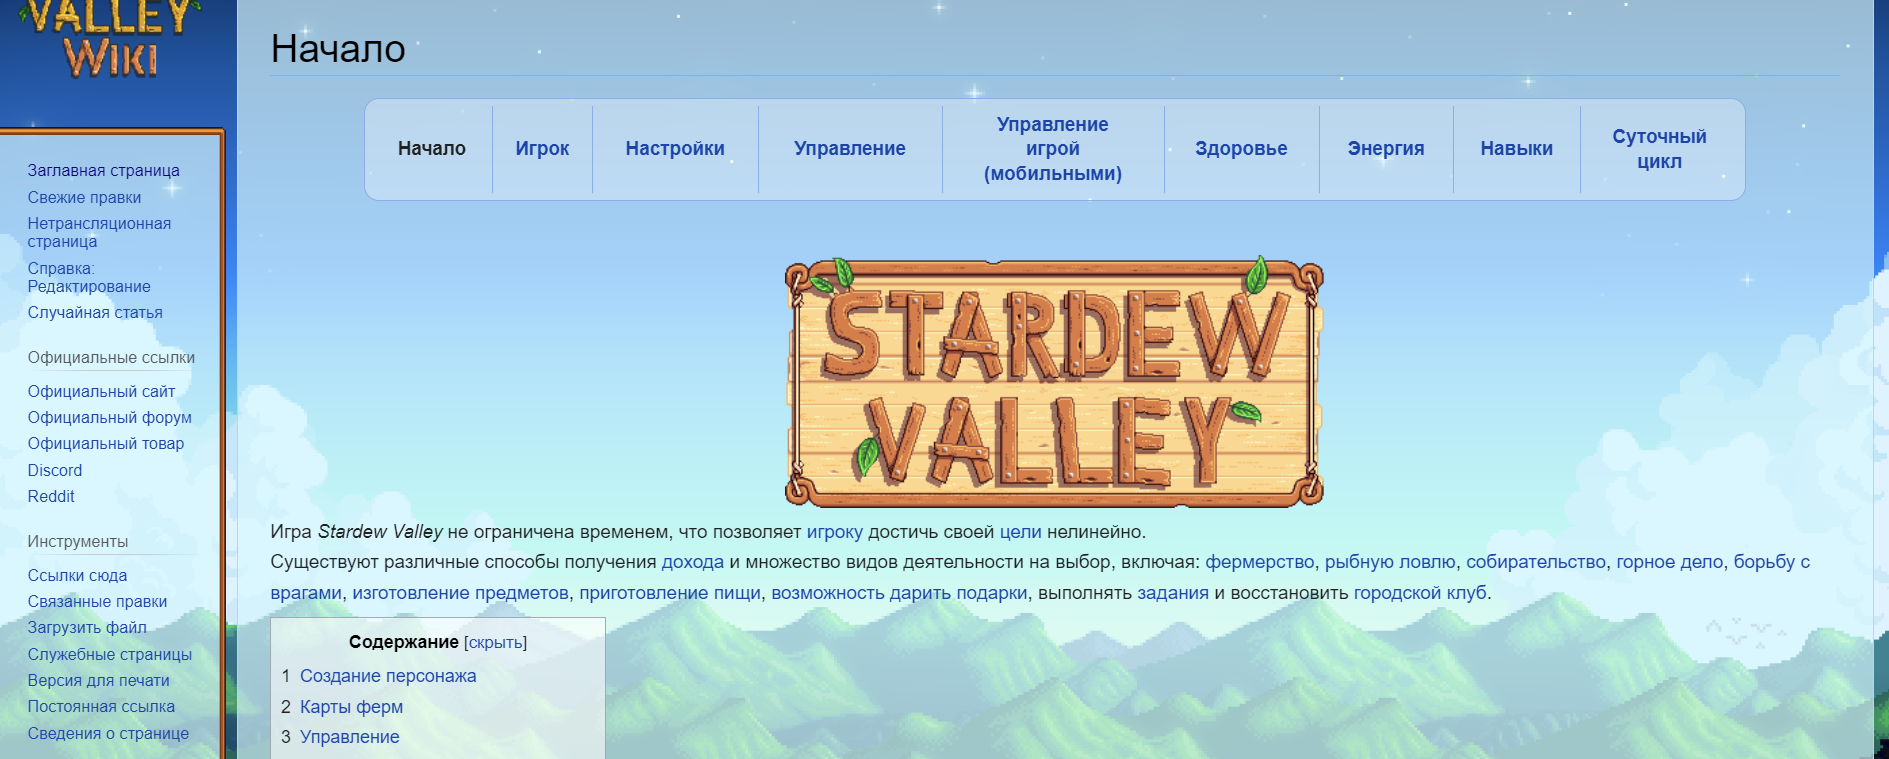 VALLEY
WIKI
Заглавная страница
Свежие правки
Нетрансляционная
страница
Справка:
Редактирование
Случайная статья
Официальные ссылки
Официальный сайт
Официальный форум
Официальный товар
Discord
Reddit
Инструменты
Ссылки сюда
Связанные правки
Загрузить файл
Служебные страницы
Версия для печати
Постоянная ссылка
Сведения о странице
Начало
Начало
Игрок
Настройки
Управление
Управление
игрой
(мобильными)
Здоровье
Энергия
Навыки
Суточный
цикл
STARDEW
VALLEY
Игра Stardew Valley не ограничена временем, что позволяет игроку достичь своей цели нелинейно.
Существуют различные способы получения дохода и множество видов деятельности на выбор, включая: фермерство, рыбную ловлю, собирательство, горное дело, борьбу с
врагами, изготовление предметов, приготовление пищи, возможность дарить подарки, выполнять задания и восстановить городской клуб.
Содержание [скрыть]
1 Создание персонажа
2 Карты ферм
3 Управление